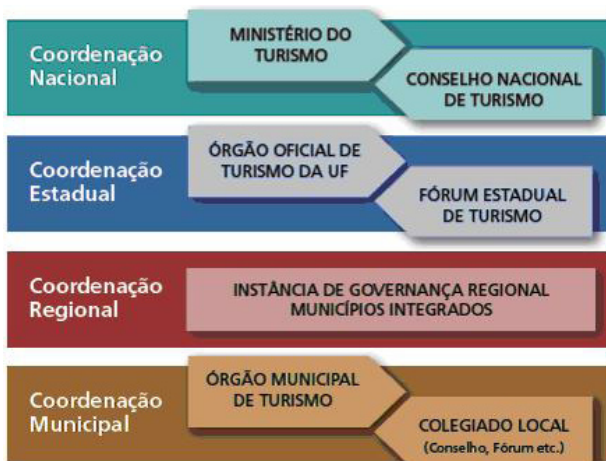 Coordenação
Nacional
MINISTÉRIO DO
TURISMO
CONSELHO NACIONAL
DE TURISMO
Coordenação
Estadual
ÓRGÃO OFICIAL DE
TURISMO DA UF
FÓRUM ESTADUAL
DE TURISMO
Coordenação
Regional
INSTÂNCIA DE GOVERNANÇA REGIONAL
MUNICÍPIOS INTEGRADOS
Coordenação
Municipal
ÓRGÃO MUNICIPAL
DE TURISMO
COLEGIADO LOCAL
(Conselho, Fórum etc.)